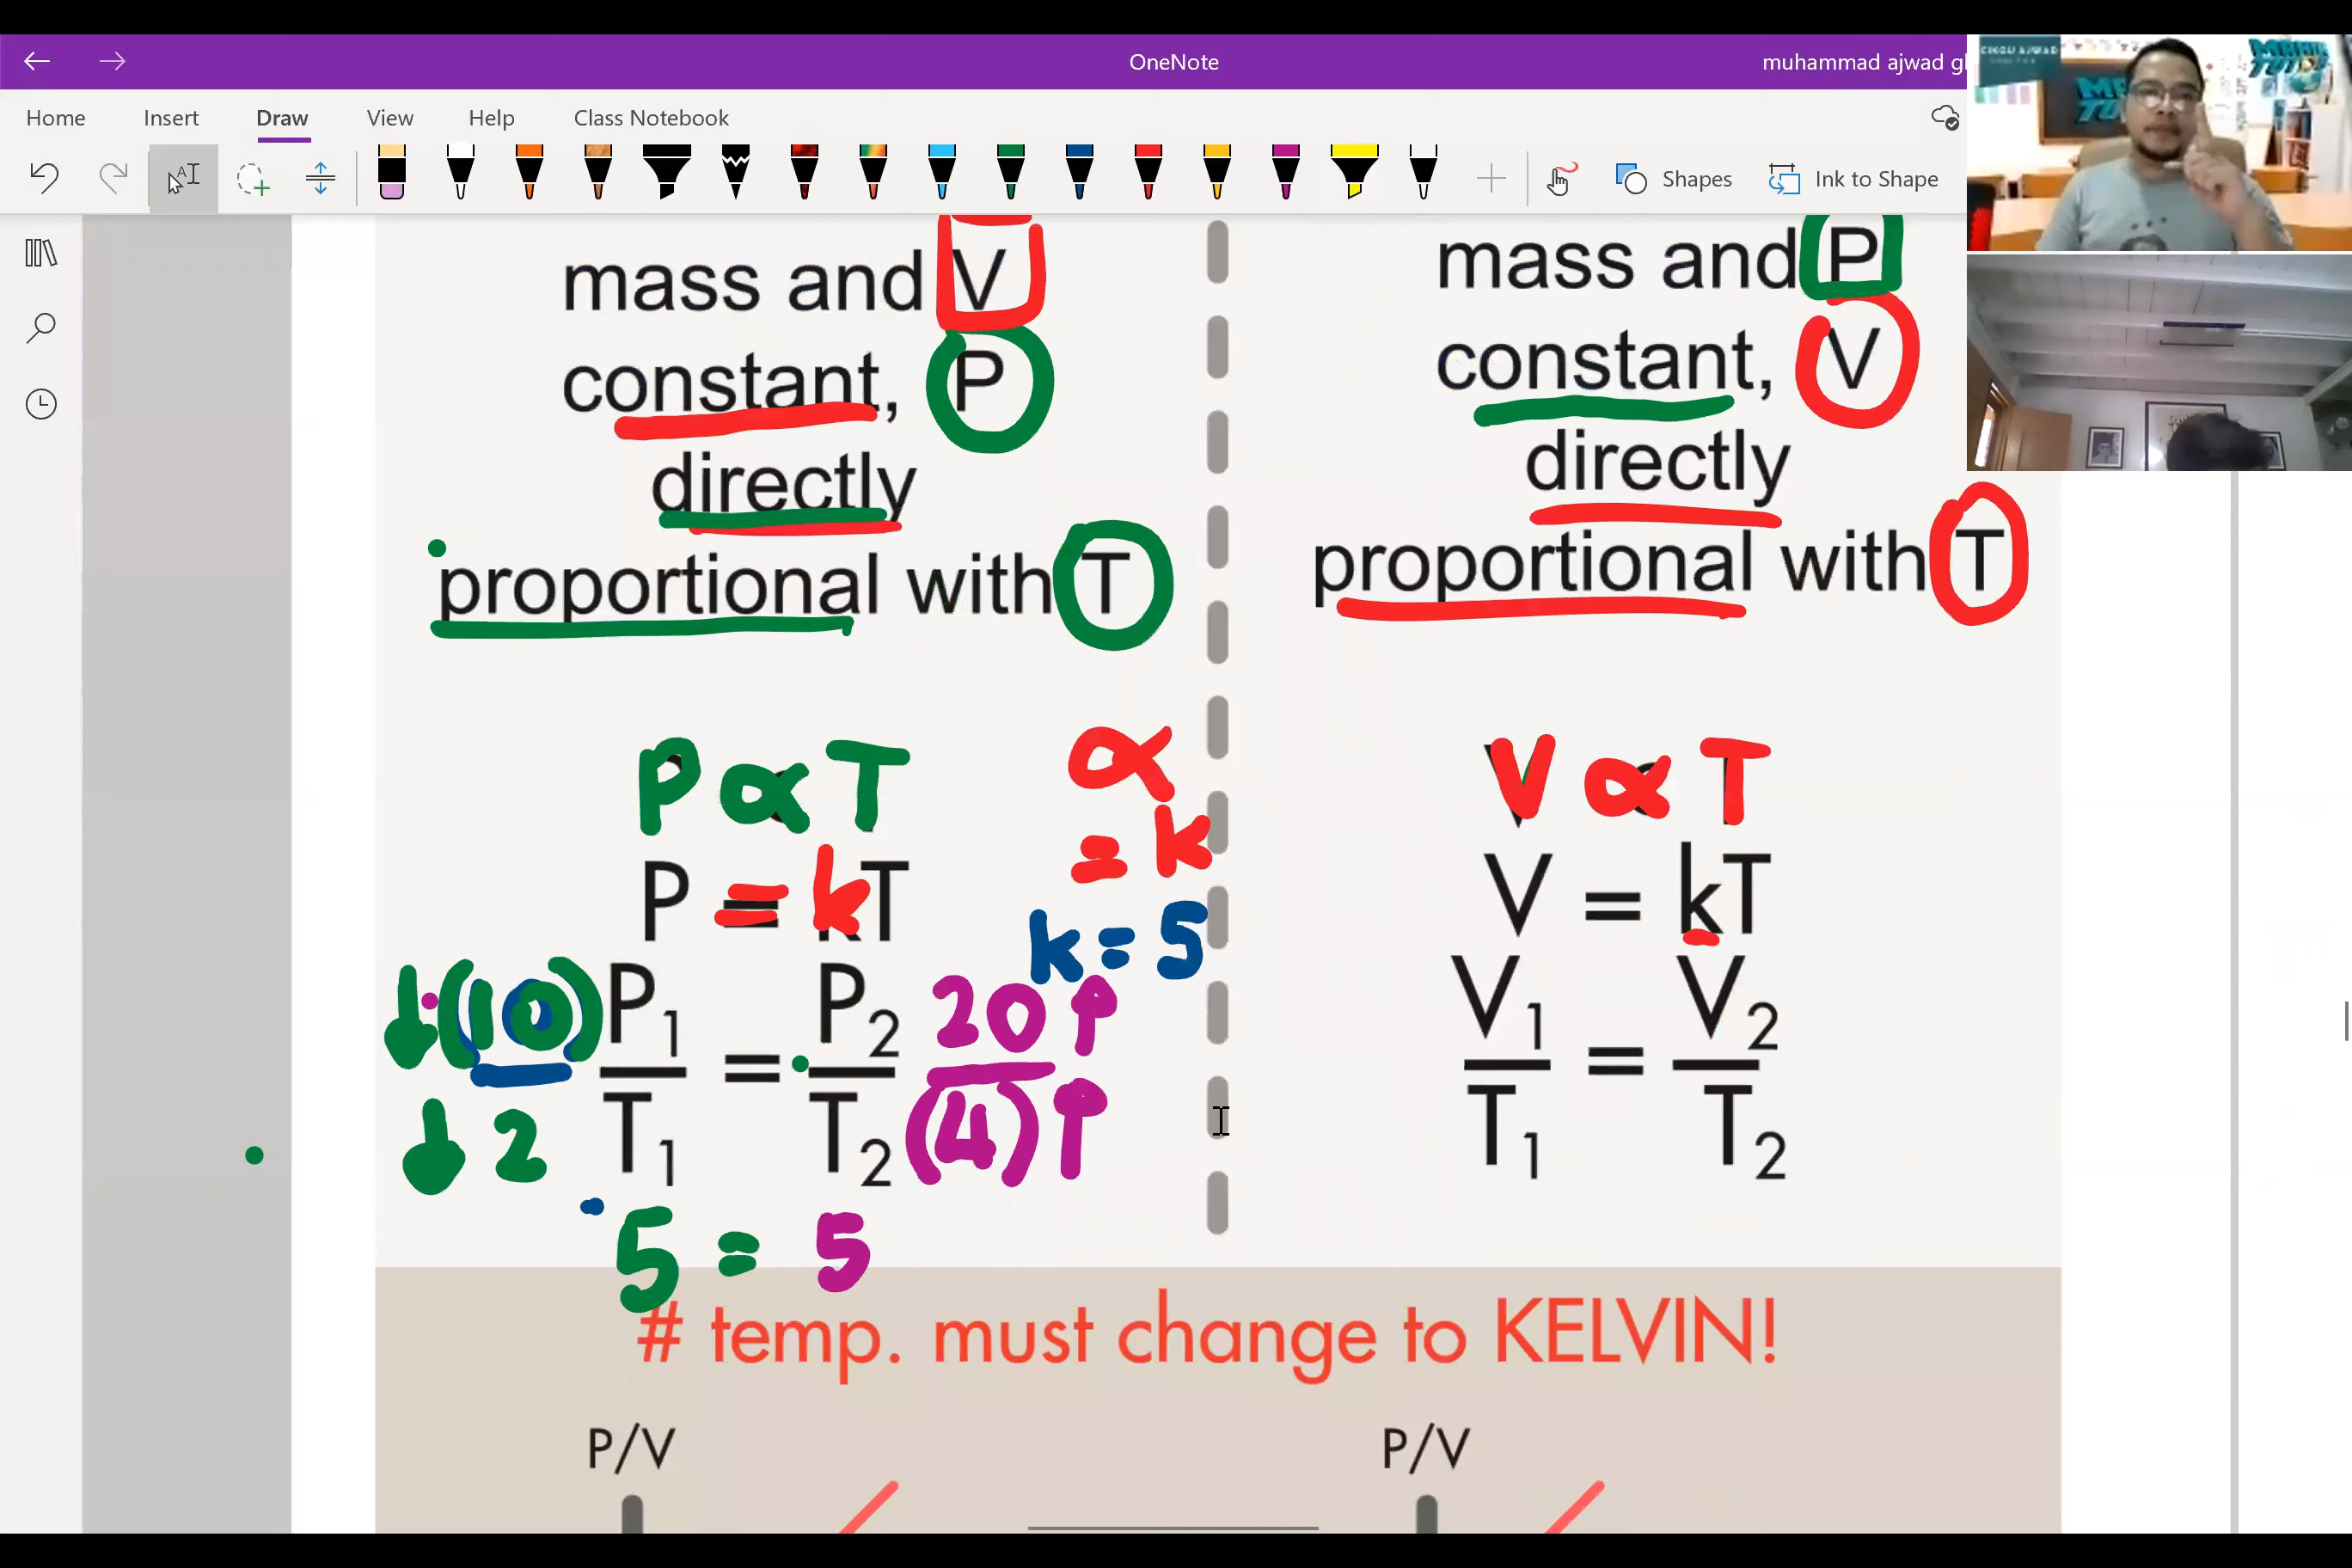 OneNote
muhammad ajwad
Home Insert Draw View Help Class Notebook
Shapes Ink to Shape
mass and V
constant, P
directly
proportional with T
P ∝ T
∝
= k
P = kT
k = 5
(10) P1 = P2 20
2 T1 T2 (4)
5 = 5
mass and P
constant, V
directly
proportional with T
V ∝ T
V = kT
V1 = V2
T1 T2
# temp. must change to KELVIN!
P/V P/V